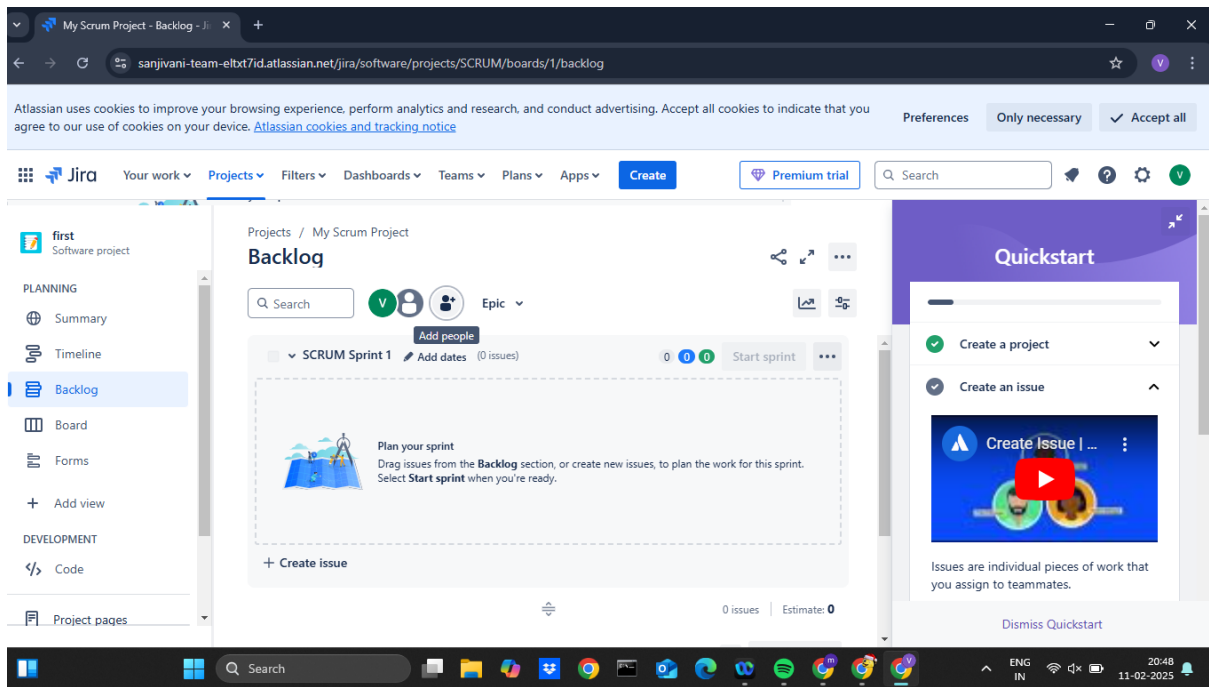 My Scrum Project - Backlog - Ji
sanjivani-team-eltxt7id.atlassian.net/jira/software/projects/SCRUM/boards/1/backlog
V
Atlassian uses cookies to improve your browsing experience, perform analytics and research, and conduct advertising. Accept all cookies to indicate that you
agree to our use of cookies on your device. Atlassian cookies and tracking notice
Preferences
Only necessary
Accept all
Jira
Your work
Projects
Filters
Dashboards
Teams
Plans
Apps
Create
Premium trial
Search
V
first
Software project
PLANNING
Summary
Timeline
Backlog
Board
Forms
Add view
DEVELOPMENT
Code
Project pages
Projects / My Scrum Project
Backlog
Search
V
Epic
Add people
SCRUM Sprint 1
Add dates
(0 issues)
0 0 0
Start sprint
Plan your sprint
Drag issues from the Backlog section, or create new issues, to plan the work for this sprint.
Select Start sprint when you're ready.
+ Create issue
0 issues
Estimate: 0
Quickstart
Create a project
Create an issue
Create Issue | ...
Issues are individual pieces of work that
you assign to teammates.
Dismiss Quickstart
Search
ENG
IN
20:48
11-02-2025